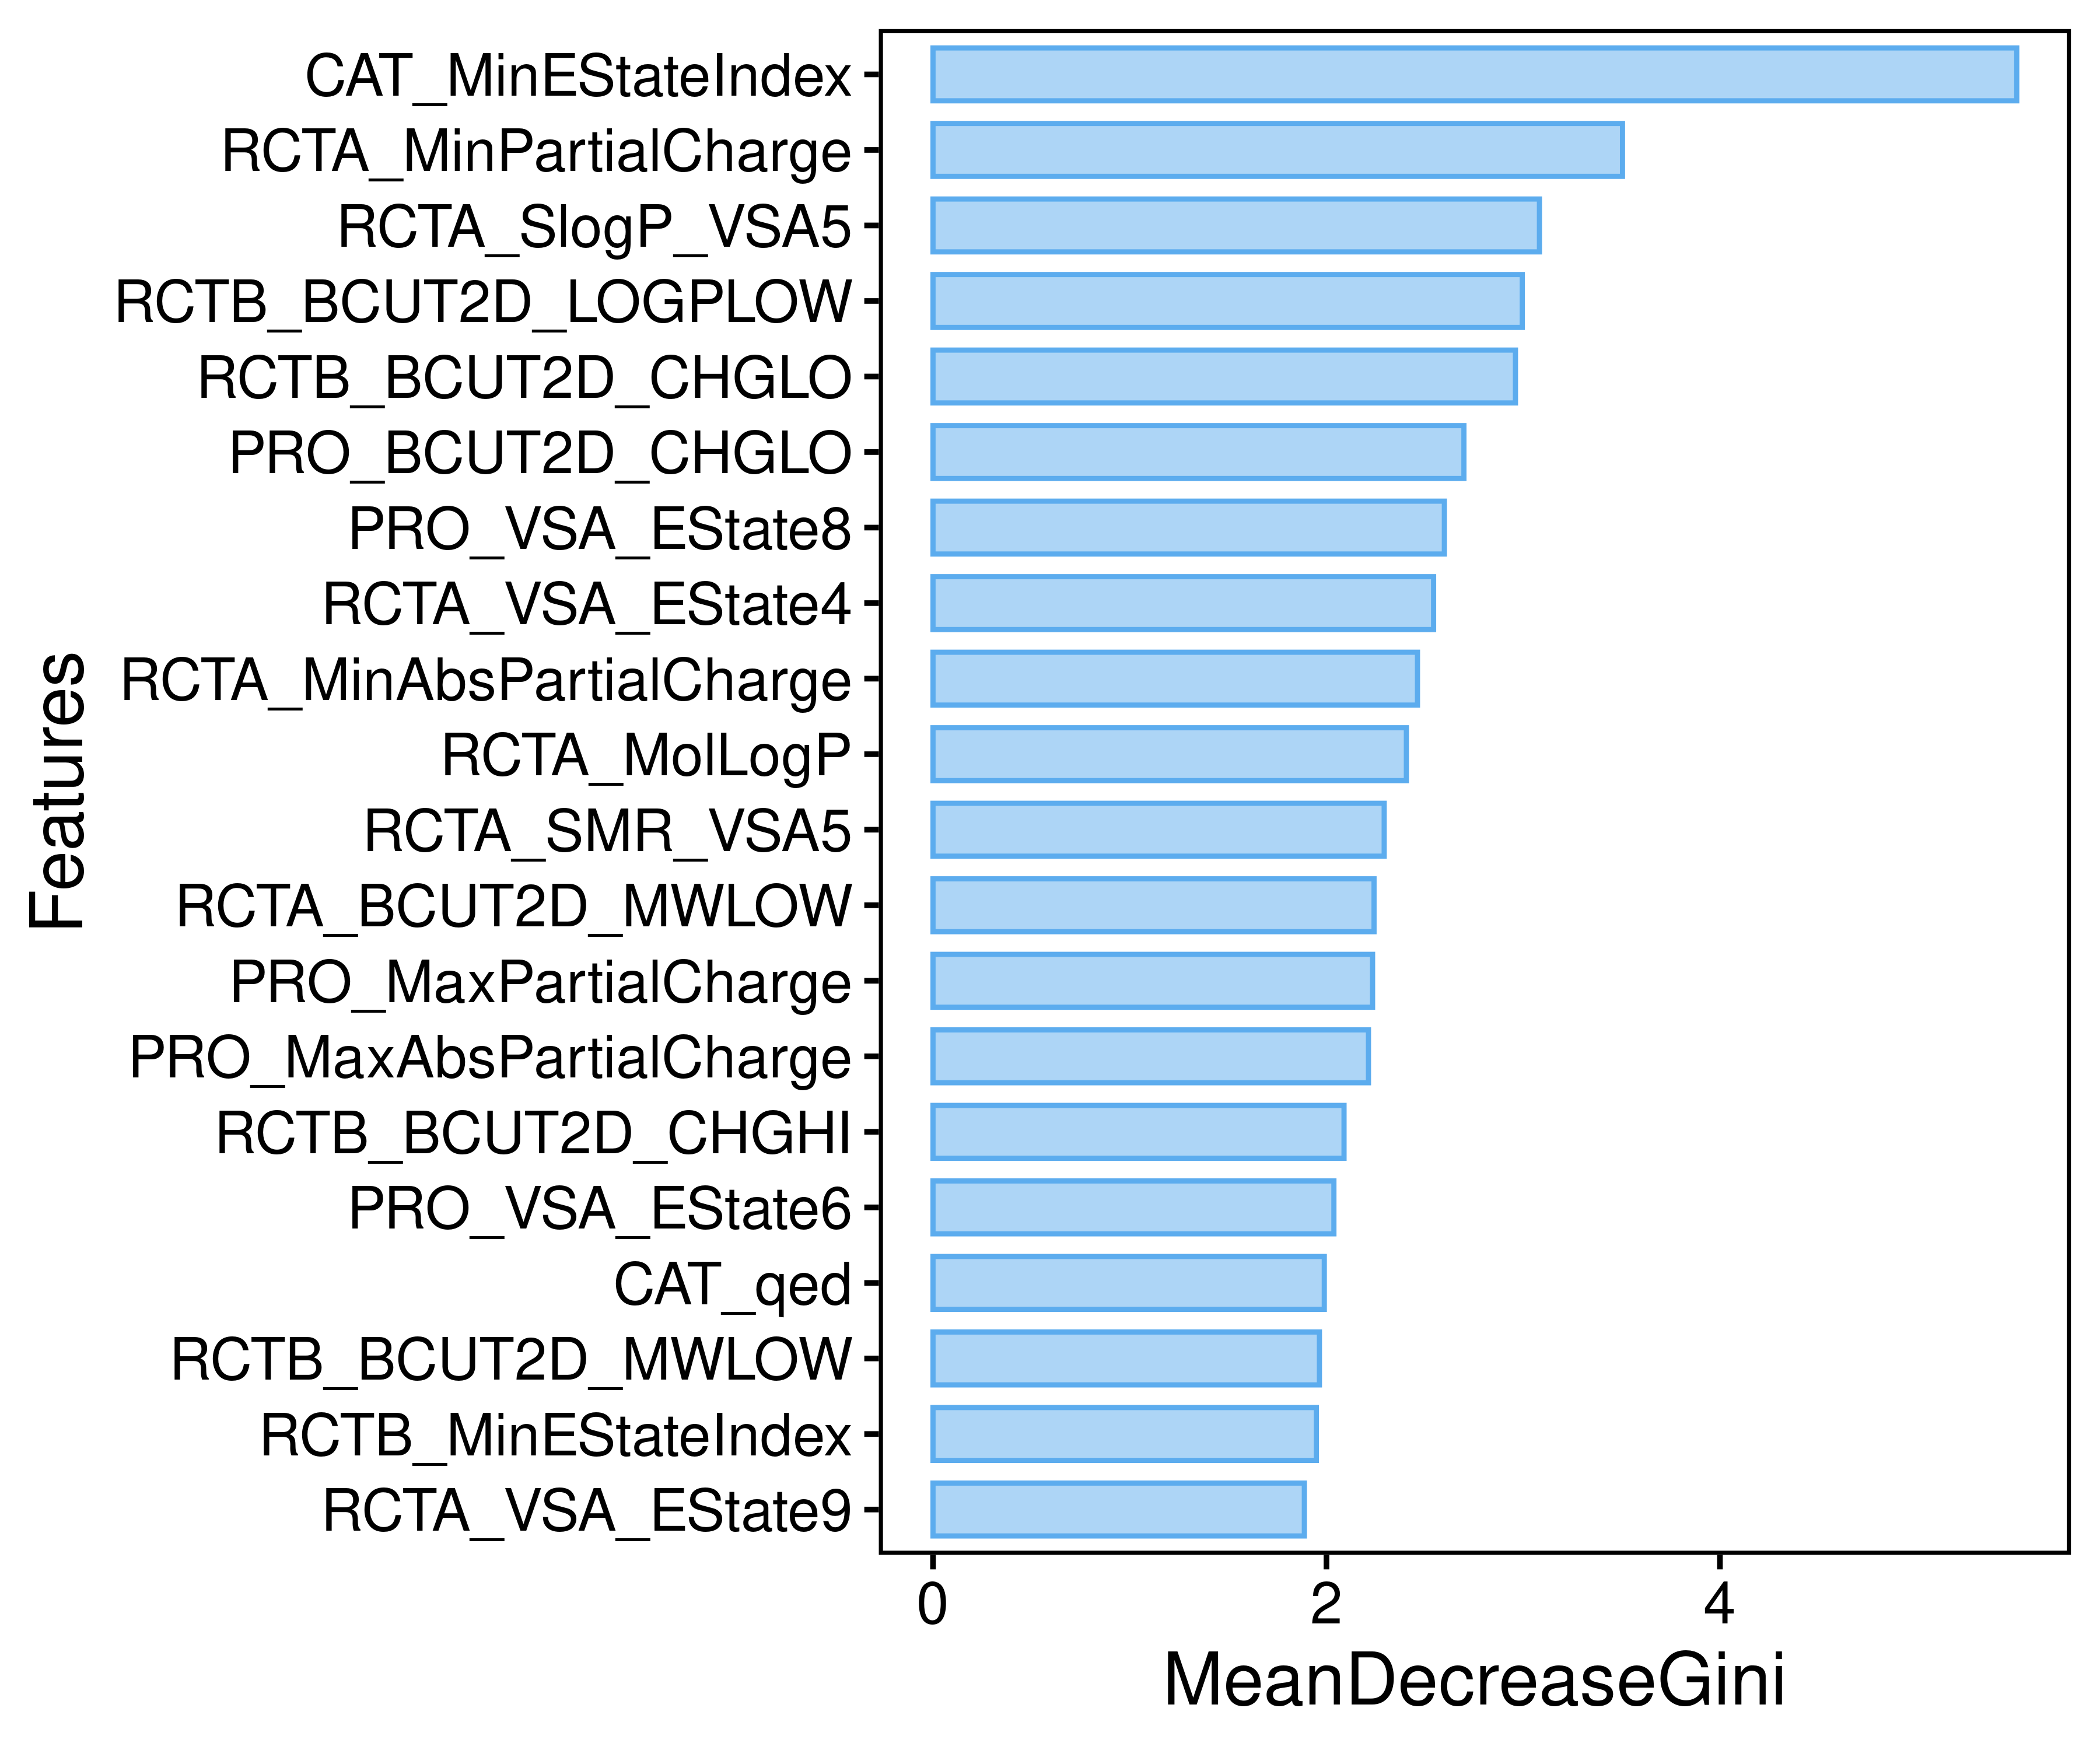 CAT_MinEStateIndex
RCTA_MinPartialCharge
RCTA_SlogP_VSA5
RCTB_BCUT2D_LOGPLOW
RCTB_BCUT2D_CHGLO
PRO_BCUT2D_CHGLO
PRO_VSA_EState8
RCTA_VSA_EState4
RCTA_MinAbsPartialCharge
RCTA_MolLogP
RCTA_SMR_VSA5
RCTA_BCUT2D_MWLOW
PRO_MaxPartialCharge
PRO_MaxAbsPartialCharge
RCTB_BCUT2D_CHGHI
PRO_VSA_EState6
CAT_qed
RCTB_BCUT2D_MWLOW
RCTB_MinEStateIndex
RCTA_VSA_EState9
Features
0 2 4
MeanDecreaseGini